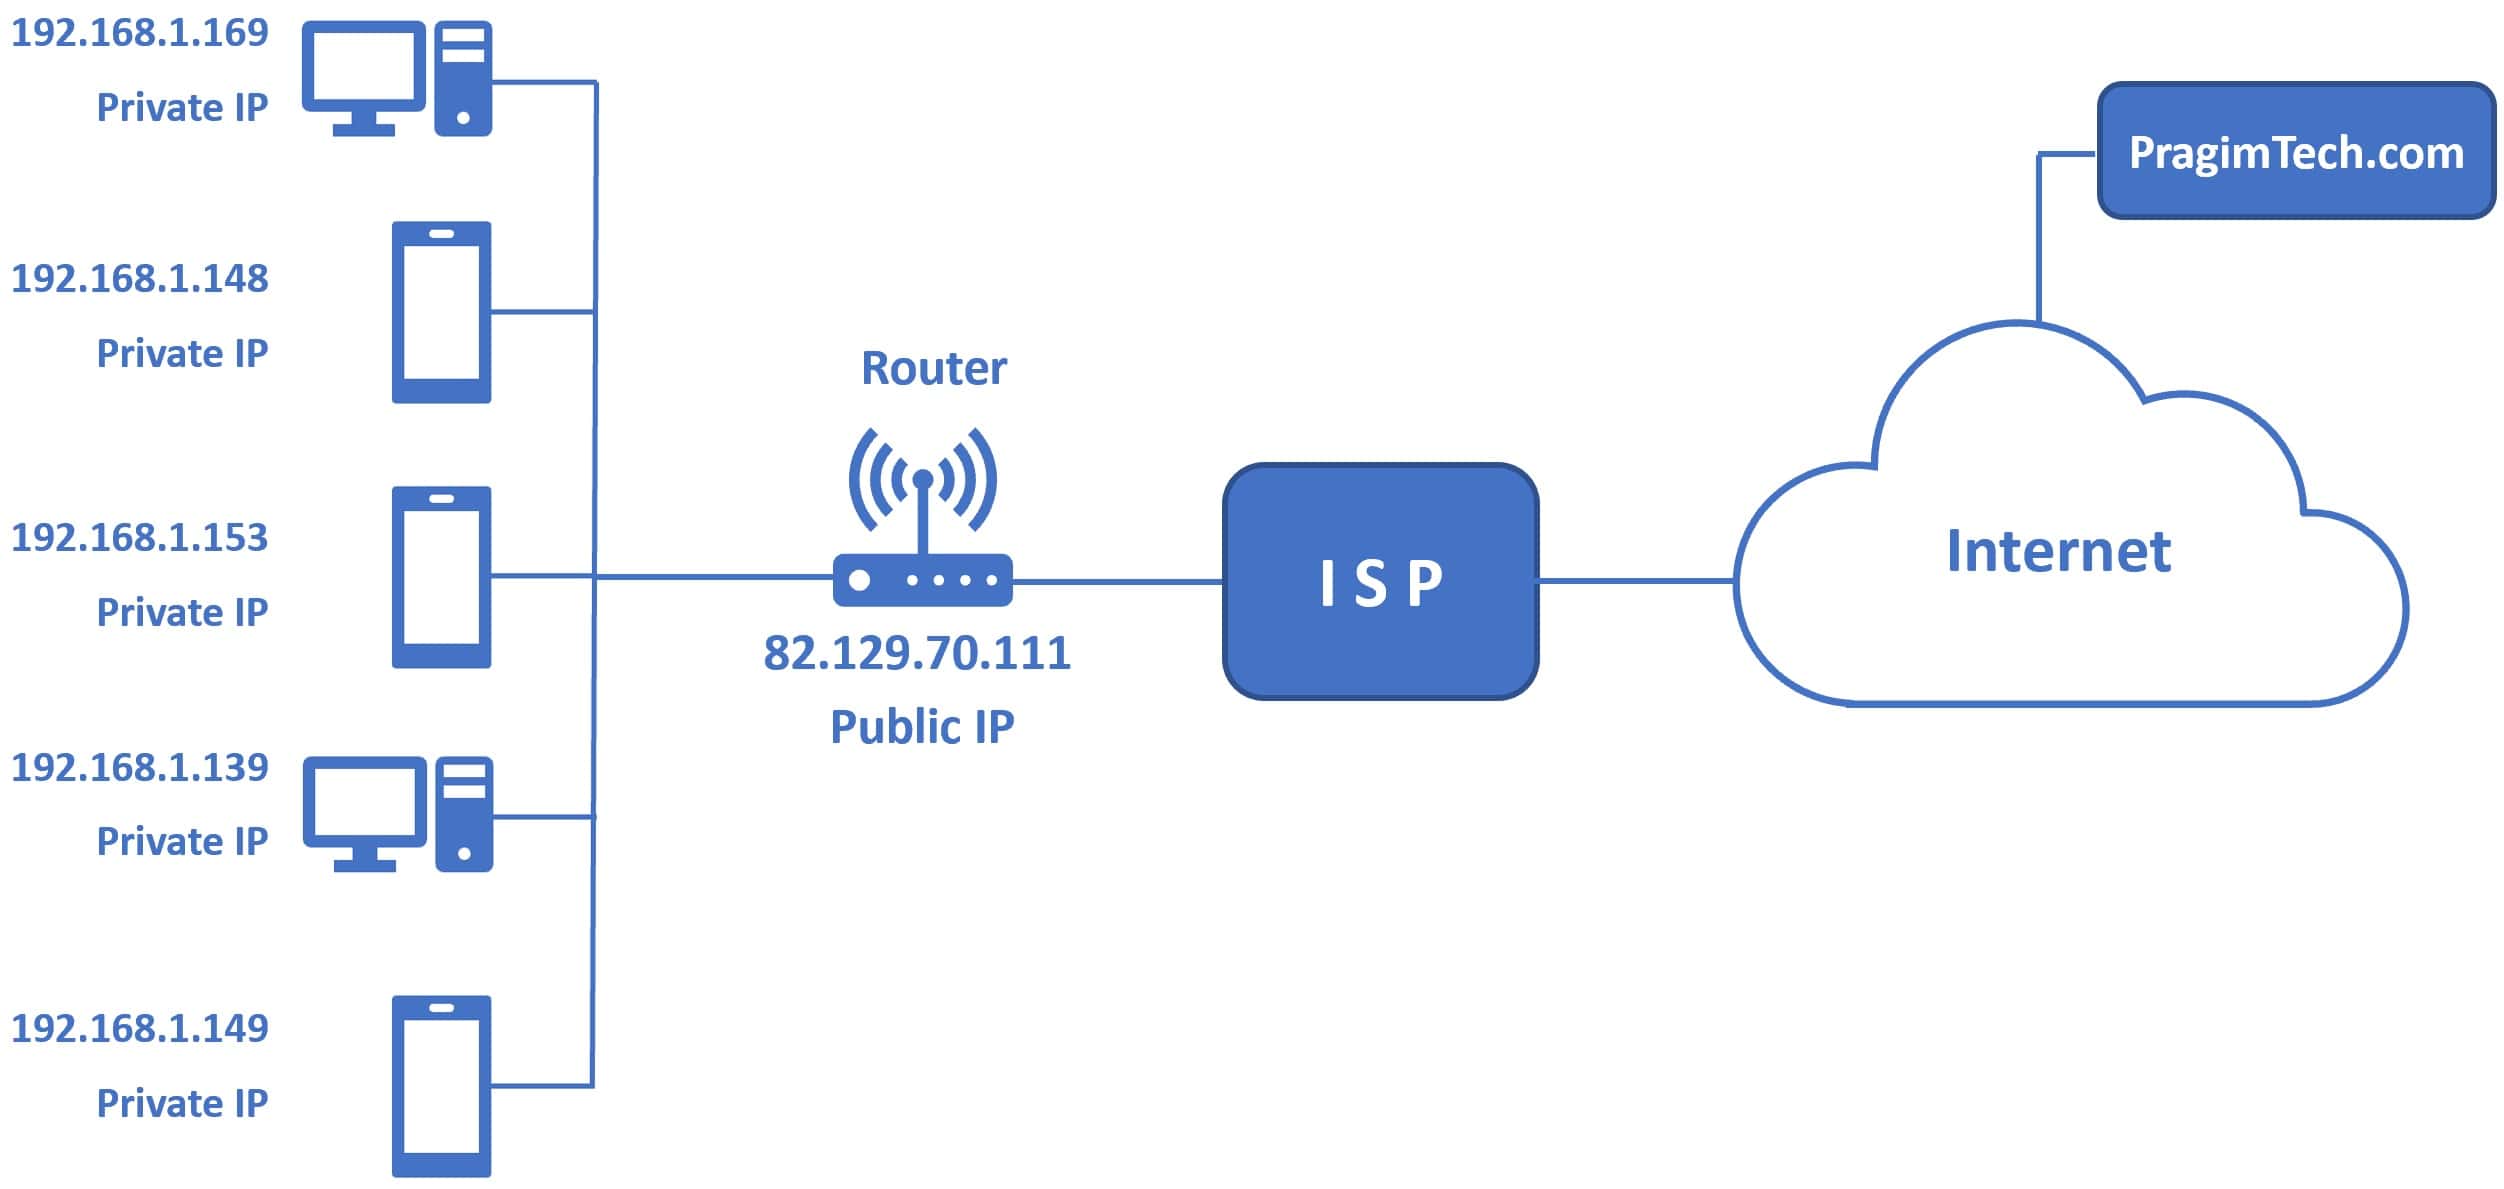 192.168.1.169
Private IP
192.168.1.148
Private IP
192.168.1.153
Private IP
192.168.1.139
Private IP
192.168.1.149
Private IP
Router
82.129.70.111
Public IP
I S P
Internet
PragimTech.com